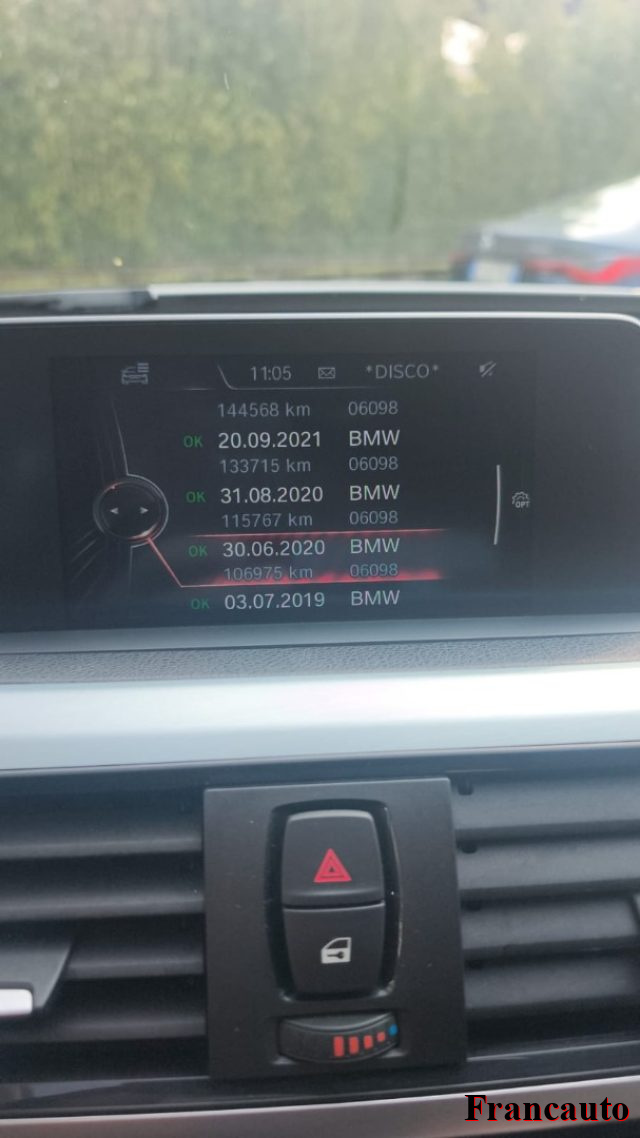 11:05 *DISCO*
144568 km 06098
OK 20.09.2021 BMW
133715 km 06098
OK 31.08.2020 BMW
115767 km 06098
OPT
OK 30.06.2020 BMW
106975 km 06098
OK 03.07.2019 BMW
Francauto